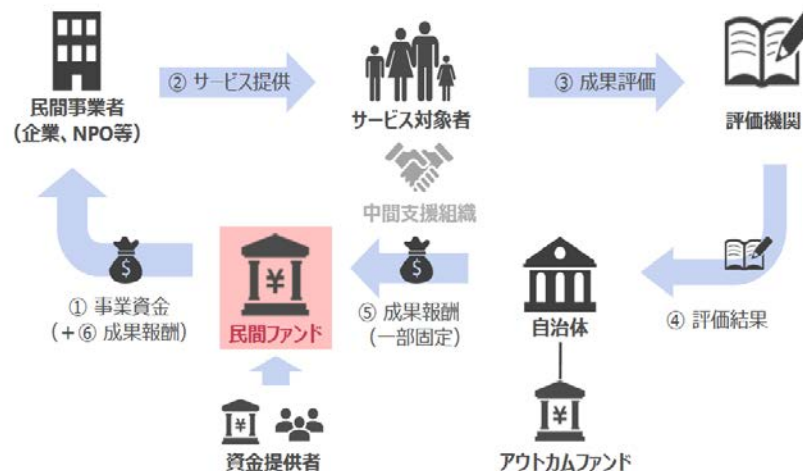 ② サービス提供
③ 成果評価
民間事業者
(企業、NPO等)
サービス対象者
評価機関
中間支援組織
$
¥
$
① 事業資金
(+⑥ 成果報酬)
民間ファンド
⑤ 成果報酬
(一部固定)
自治体
④ 評価結果
¥
資金提供者
¥
アウトカムファンド